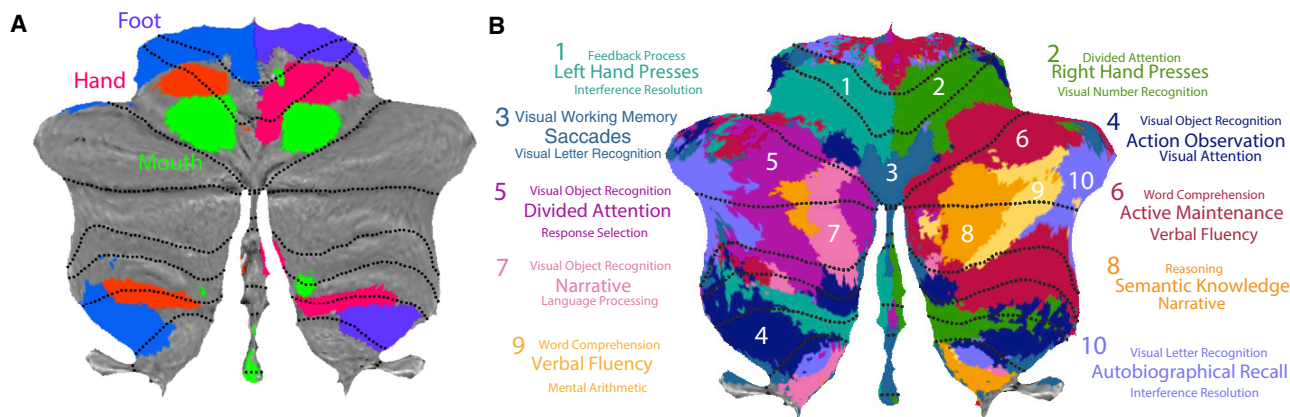 A
Foot
Hand
Mouth
B
1
Feedback Process
Left Hand Presses
Interference Resolution
2
Divided Attention
Right Hand Presses
Visual Number Recognition
3
Visual Working Memory
Saccades
Visual Letter Recognition
4
Visual Object Recognition
Action Observation
Visual Attention
5
Visual Object Recognition
Divided Attention
Response Selection
6
Word Comprehension
Active Maintenance
Verbal Fluency
7
Visual Object Recognition
Narrative
Language Processing
8
Reasoning
Semantic Knowledge
Narrative
9
Word Comprehension
Verbal Fluency
Mental Arithmetic
10
Visual Letter Recognition
Autobiographical Recall
Interference Resolution
1
2
6
5
3
9
10
7
8
4